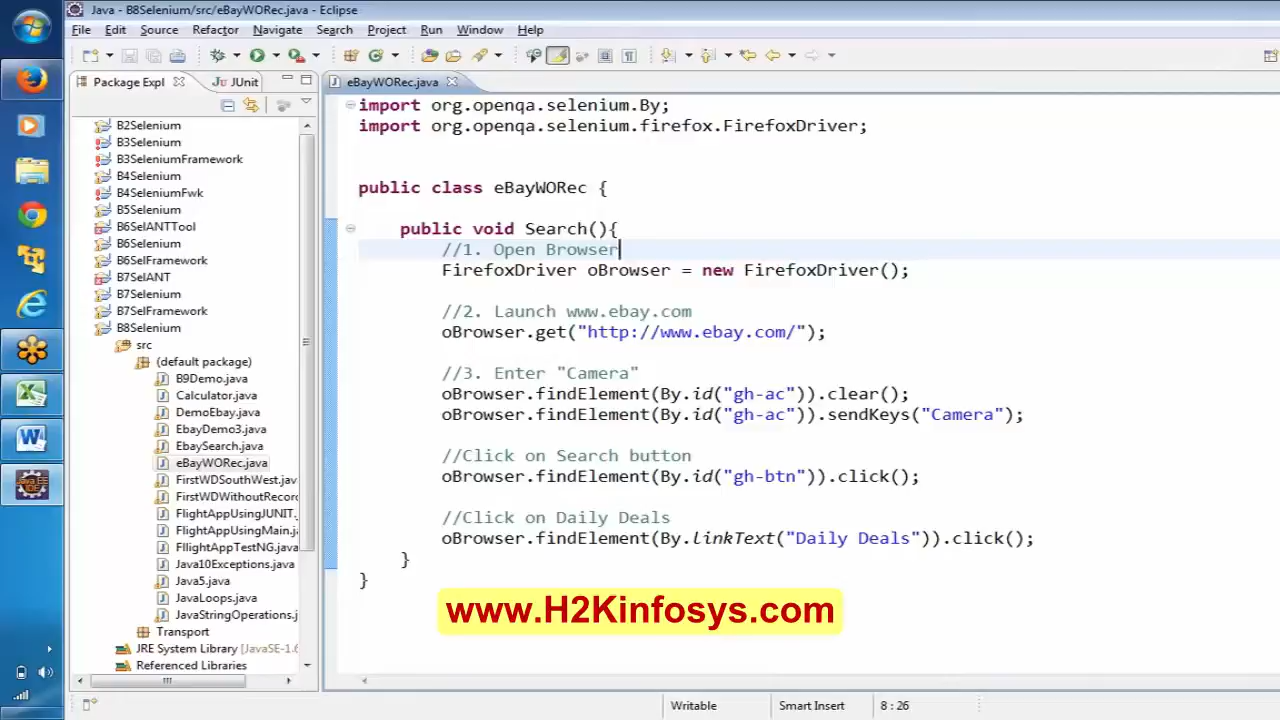 Java - B8Selenium/src/eBayWORec.java - Eclipse
File Edit Source Refactor Navigate Search Project Run Window Help
Package Expl JUnit eBayWORec.java
B2Selenium
B3Selenium
B3SeleniumFramework
B4Selenium
B4SeleniumFwk
B5Selenium
B5SelANTTool
B6Selenium
B6SelFramework
B7SelANT
B7Selenium
B7SelFramework
B8Selenium
src
(default package)
B9Demo.java
Calculator.java
DemoEbay.java
EbayDemo3.java
EbaySearch.java
eBayWORec.java
FirstWDSouthWest.jav
FirstWDWithoutRecor
FlightAppUsingJUNIT.
FlightAppUsingMain.j
FllightAppTestNG.java
Java10Exceptions.java
Java5.java
JavaLoops.java
JavaStringOperations.j
Transport
JRE System Library [JavaSE-1.6
Referenced Libraries
import org.openqa.selenium.By;
import org.openqa.selenium.firefox.FirefoxDriver;
public class eBayWORec {
public void Search(){
//1. Open Browser
FirefoxDriver oBrowser = new FirefoxDriver();
//2. Launch www.ebay.com
oBrowser.get("http://www.ebay.com/");
//3. Enter "Camera"
oBrowser.findElement(By.id("gh-ac")).clear();
oBrowser.findElement(By.id("gh-ac")).sendKeys("Camera");
//Click on Search button
oBrowser.findElement(By.id("gh-btn")).click();
//Click on Daily Deals
oBrowser.findElement(By.linkText("Daily Deals")).click();
}
}
www.H2Kinfosys.com
Writable Smart Insert 8 : 26